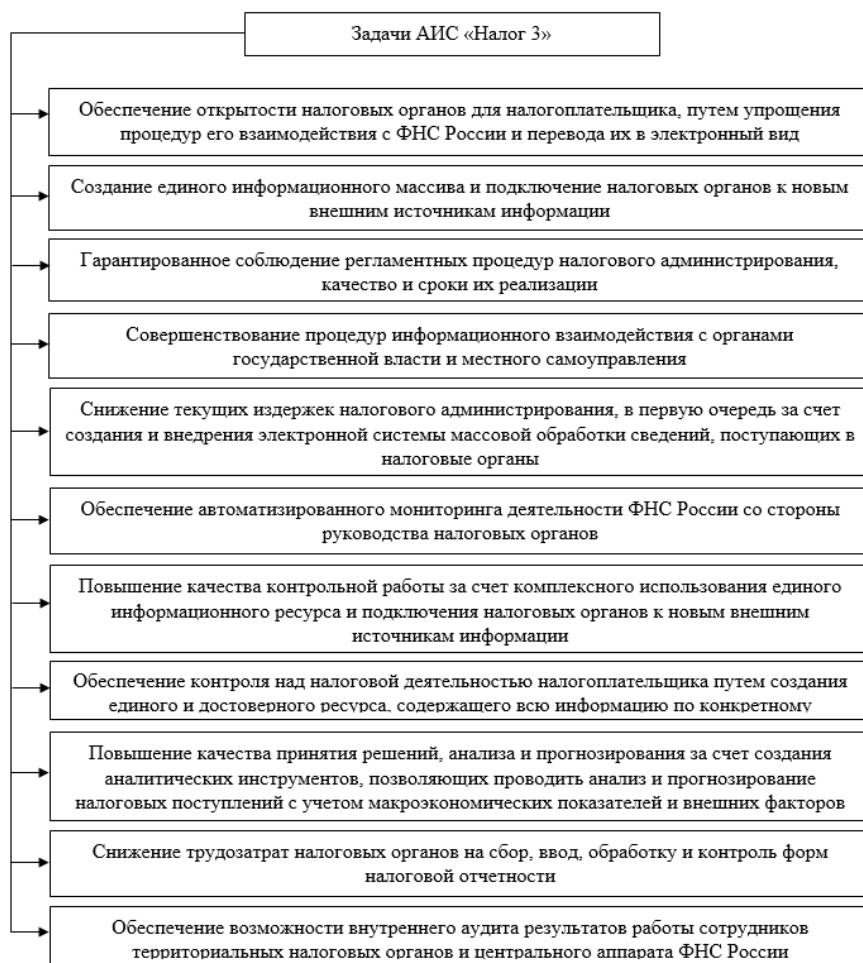 Задачи АИС «Налог 3»
Обеспечение открытости налоговых органов для налогоплательщика, путем упрощения
процедур его взаимодействия с ФНС России и перевода их в электронный вид
Создание единого информационного массива и подключение налоговых органов к новым
внешним источникам информации
Гарантированное соблюдение регламентных процедур налогового администрирования,
качество и сроки их реализации
Совершенствование процедур информационного взаимодействия с органами
государственной власти и местного самоуправления
Снижение текущих издержек налогового администрирования, в первую очередь за счет
создания и внедрения электронной системы массовой обработки сведений, поступающих в
налоговые органы
Обеспечение автоматизированного мониторинга деятельности ФНС России со стороны
руководства налоговых органов
Повышение качества контрольной работы за счет комплексного использования единого
информационного ресурса и подключения налоговых органов к новым внешним
источникам информации
Обеспечение контроля над налоговой деятельностью налогоплательщика путем создания
единого и достоверного ресурса, содержащего всю информацию по конкретному
Повышение качества принятия решений, анализа и прогнозирования за счет создания
аналитических инструментов, позволяющих проводить анализ и прогнозирование
налоговых поступлений с учетом макроэкономических показателей и внешних факторов
Снижение трудозатрат налоговых органов на сбор, ввод, обработку и контроль форм
налоговой отчетности
Обеспечение возможности внутреннего аудита результатов работы сотрудников
территориальных налоговых органов и центрального аппарата ФНС России